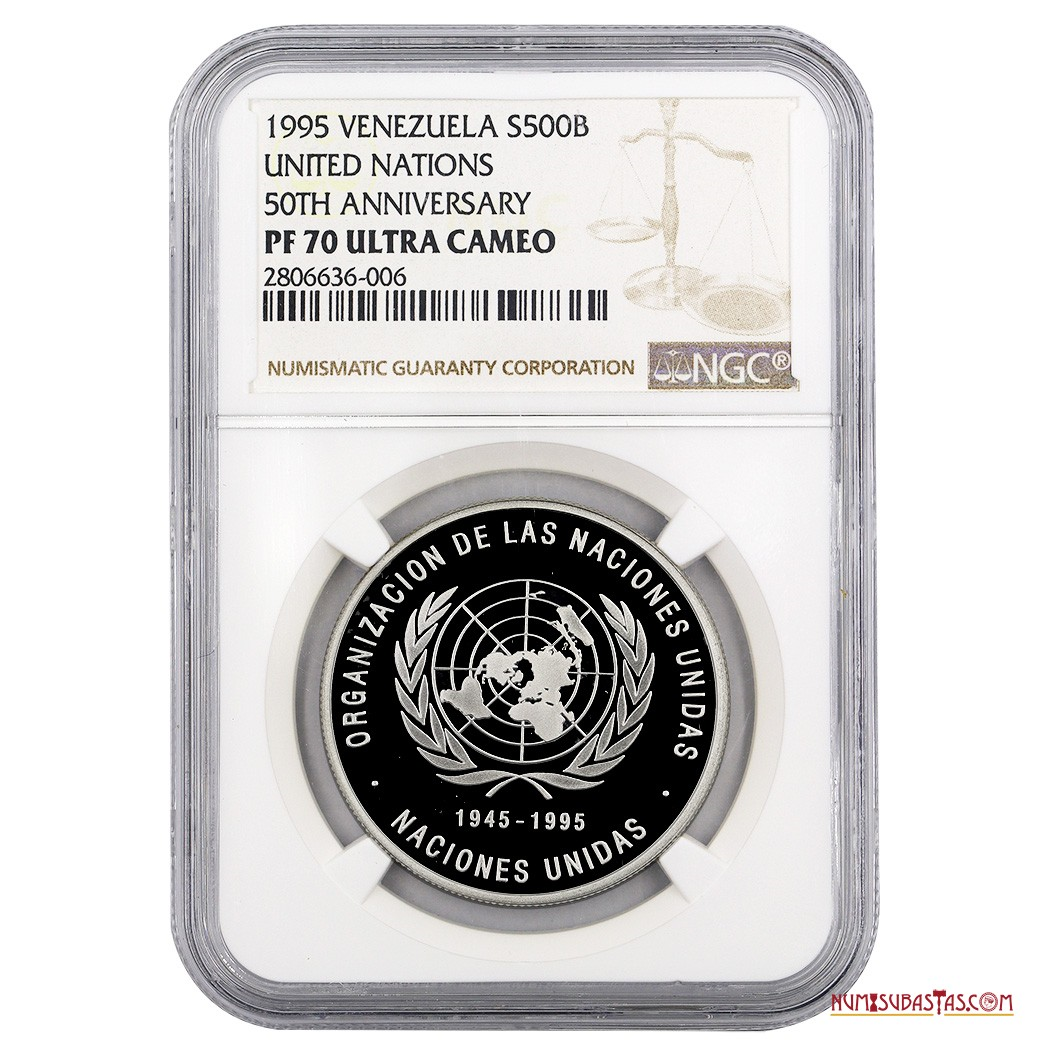 1995 VENEZUELA S500B
UNITED NATIONS
50TH ANNIVERSARY
PF 70 ULTRA CAMEO
2806636-006
NUMISMATIC GUARANTY CORPORATION
NGC®
ORGANIZACION DE LAS NACIONES UNIDAS
1945-1995
· NACIONES UNIDAS ·
NUMISUBASTAS.COM